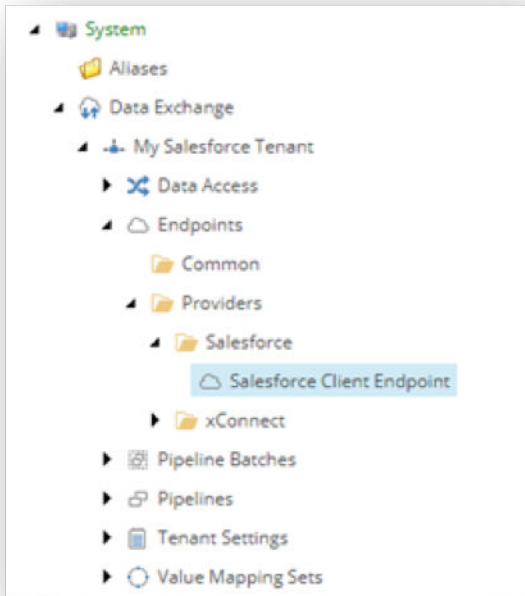 System
Aliases
Data Exchange
My Salesforce Tenant
Data Access
Endpoints
Common
Providers
Salesforce
Salesforce Client Endpoint
xConnect
Pipeline Batches
Pipelines
Tenant Settings
Value Mapping Sets